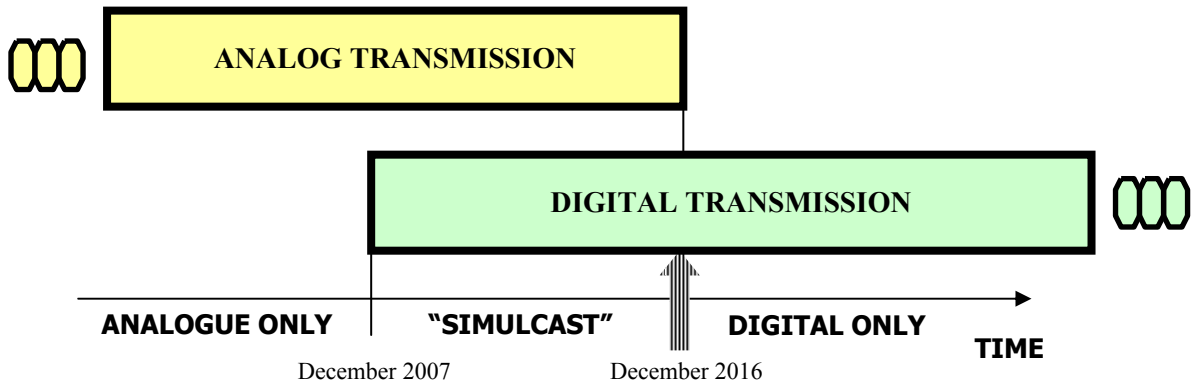 ANALOG TRANSMISSION
DIGITAL TRANSMISSION
ANALOGUE ONLY
“SIMULCAST”
DIGITAL ONLY
TIME
December 2007
December 2016